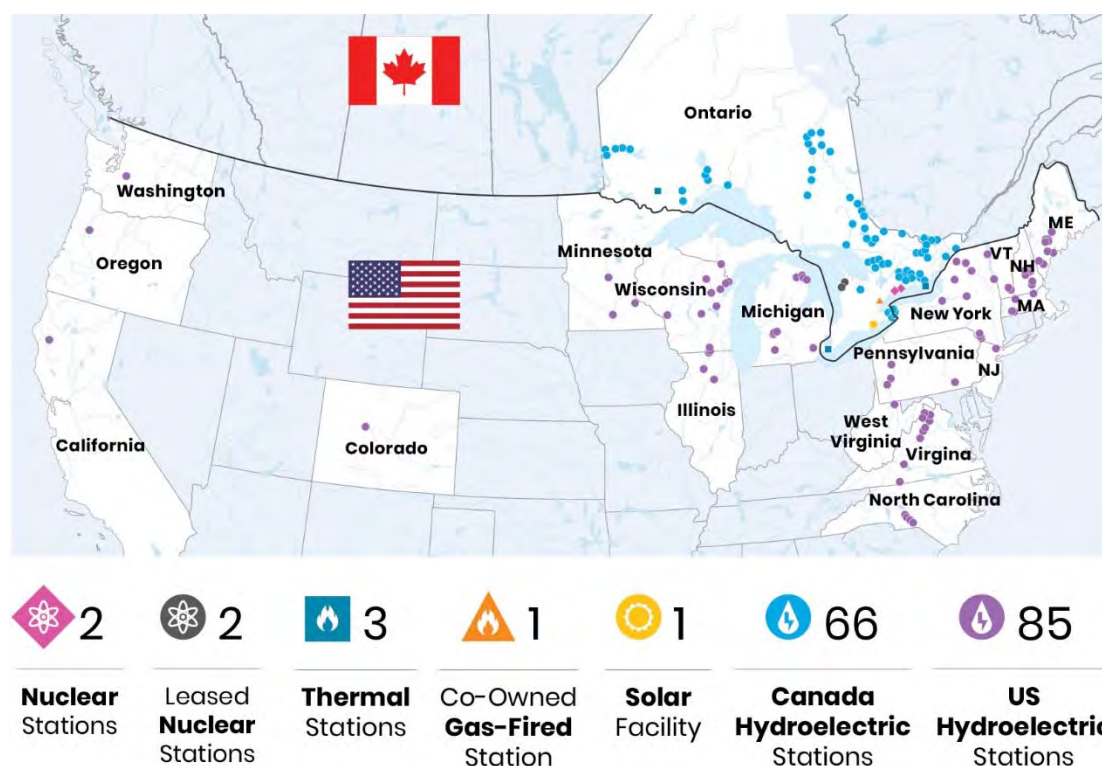 Ontario
Washington
Oregon
Minnesota
Wisconsin
Michigan
ME
VT
NH
New York
MA
Pennsylvania
NJ
Illinois
West
Virginia
Virgina
California
Colorado
North Carolina
2
2
3
1
1
66
85
Nuclear
Stations
Leased
Nuclear
Stations
Thermal
Stations
Co-Owned
Gas-Fired
Station
Solar
Facility
Canada
Hydroelectric
Stations
US
Hydroelectric
Stations